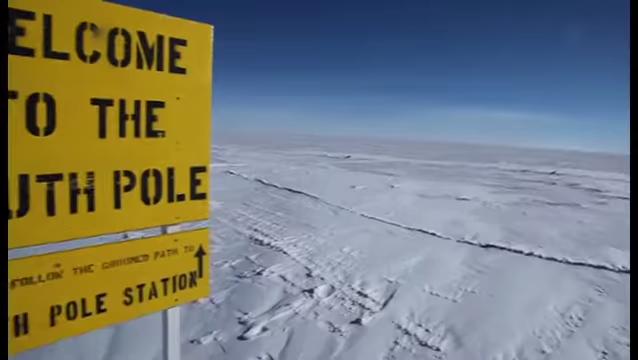 ELCOME
TO THE
UTH POLE
FOLLOW THE GROOMED PATH TO
H POLE STATION